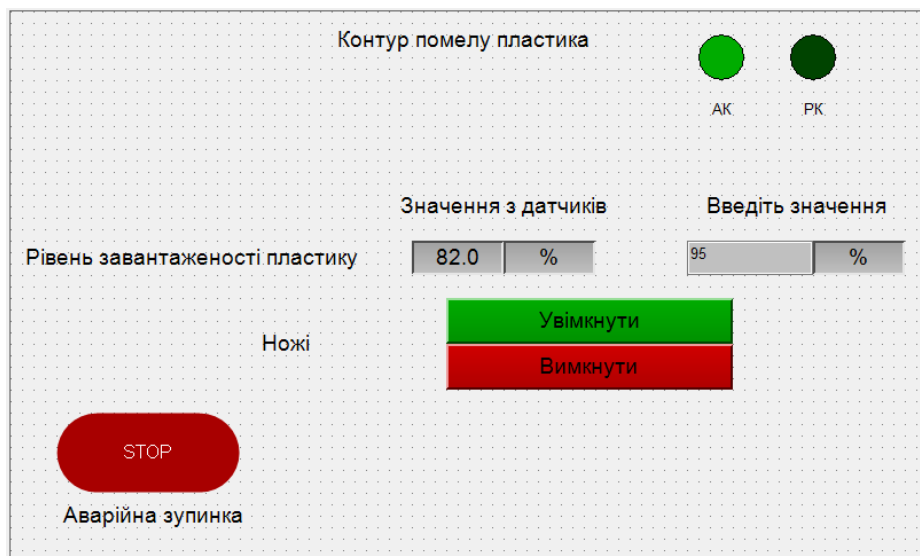 Контур помелу пластика
АК РК
Значення з датчиків Введіть значення
Рівень завантаженості пластику 82.0 % 95 %
Увімкнути
Ножі
Вимкнути
STOP
Аварійна зупинка